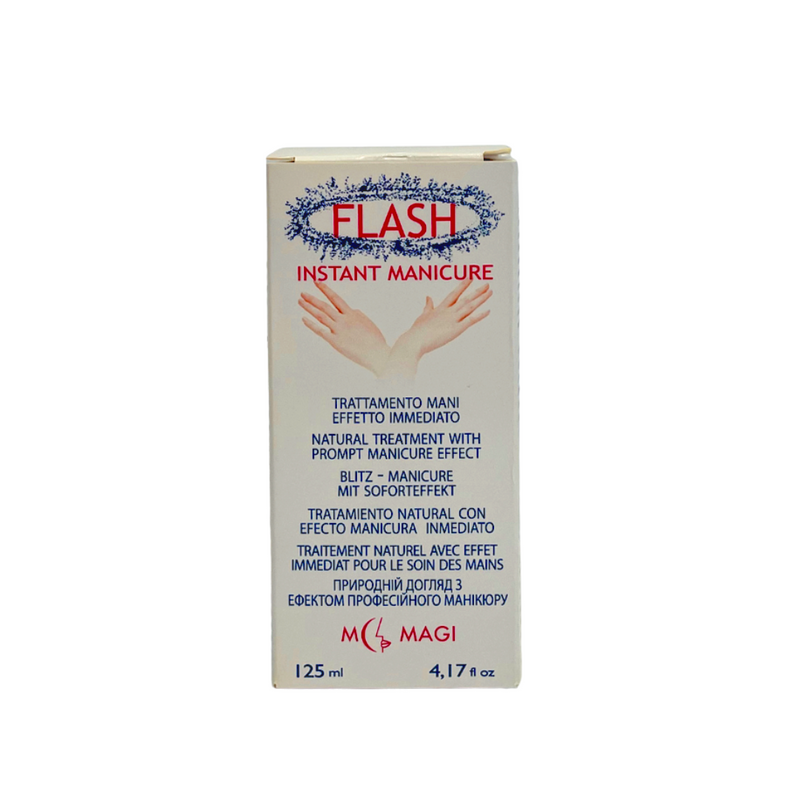 FLASH
INSTANT MANICURE
TRATTAMENTO MANI
EFFETTO IMMEDIATO
NATURAL TREATMENT WITH
PROMPT MANICURE EFFECT
BLITZ - MANICURE
MIT SOFORTEFFEKT
TRATAMIENTO NATURAL CON
EFECTO MANICURA INMEDIATO
TRAITEMENT NATUREL AVEC EFFET
IMMEDIAT POUR LE SOIN DES MAINS
ПРИРОДНІЙ ДОГЛЯД З
ЕФЕКТОМ ПРОФЕСІЙНОГО МАНІКЮРУ
MAGI
125 ml 4,17 fl oz